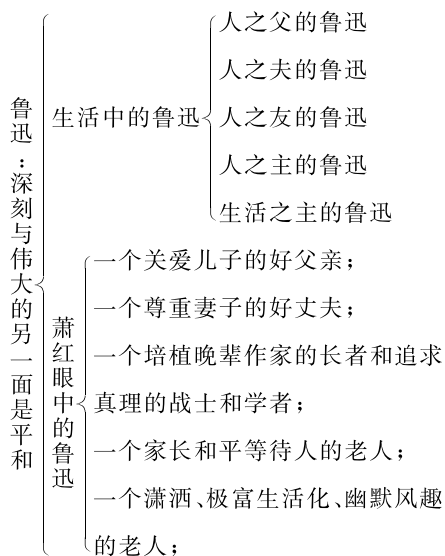 鲁迅：深刻与伟大的另一面是平和
生活中的鲁迅
人之父的鲁迅
人之夫的鲁迅
人之友的鲁迅
人之主的鲁迅
生活之主的鲁迅
萧红眼中的鲁迅
一个关爱儿子的好父亲；
一个尊重妻子的好丈夫；
一个培植晚辈作家的长者和追求
真理的战士和学者；
一个家长和平等待人的老人；
一个潇洒、极富生活化、幽默风趣
的老人；